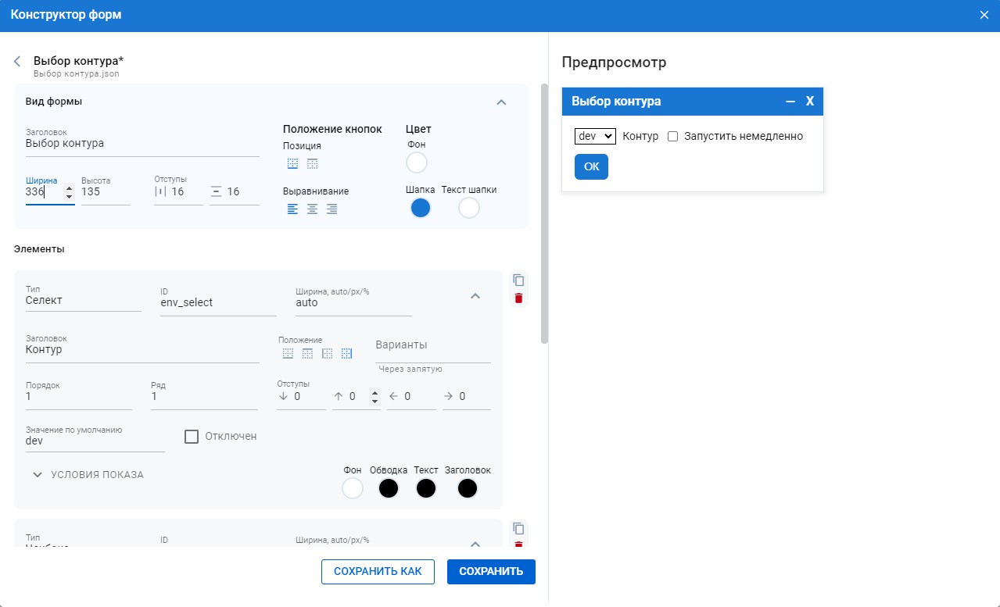 Конструктор форм
Выбор контура*
Выбор контура.json
Вид формы
Заголовок
Выбор контура
Ширина
336
Высота
135
Отступы
16
16
Положение кнопок
Позиция
Выравнивание
Цвет
Фон
Шапка
Текст шапки
Элементы
Тип
Селект
ID
env_select
Ширина, auto/px/%
auto
Заголовок
Контур
Положение
Варианты
Через запятую
Порядок
1
Ряд
1
Отступы
0
0
0
0
Значение по умолчанию
dev
Отключен
УСЛОВИЯ ПОКАЗА
Фон
Обводка
Текст
Заголовок
Тип
ID
Ширина, auto/px/%
СОХРАНИТЬ КАК
СОХРАНИТЬ
Предпросмотр
Выбор контура
X
dev
Контур
Запустить немедленно
ОК